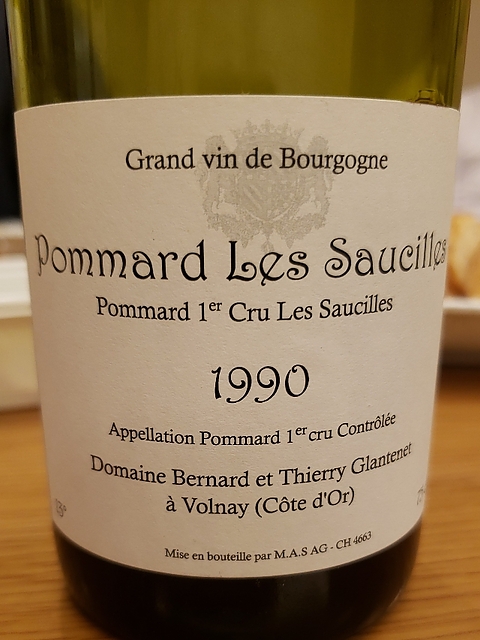 Grand vin de Bourgogne
Pommard Les Saucilles
Pommard 1er Cru Les Saucilles
1990
Appellation Pommard 1er cru Contrôlée
Domaine Bernard et Thierry Glantenet
à Volnay (Côte d'Or)
13°
Mise en bouteille par M.A.S AG - CH 4663